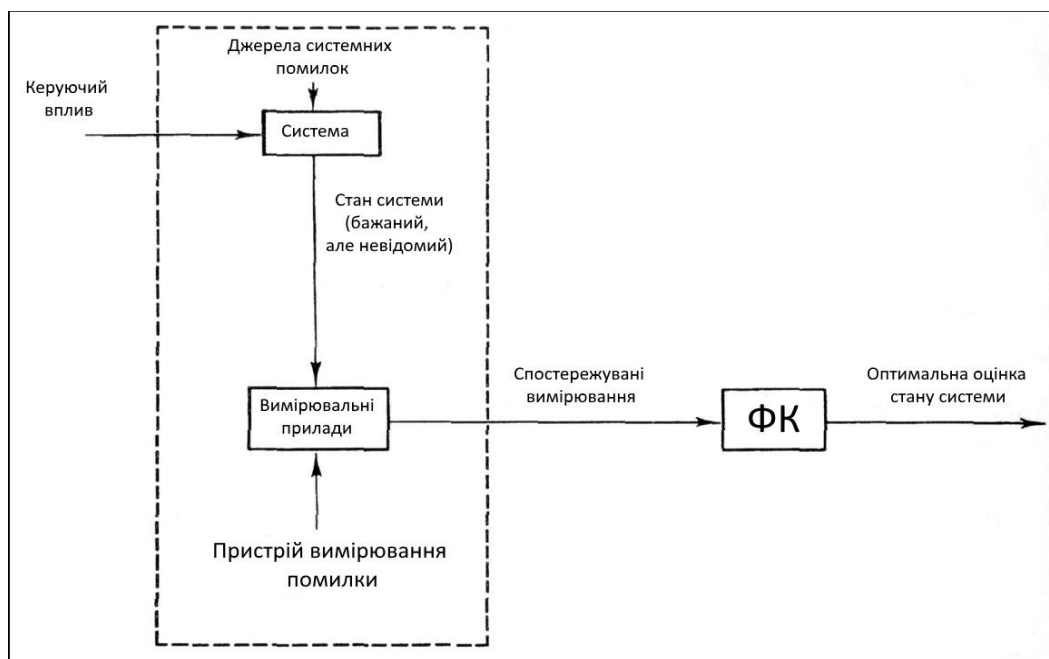 Джерела системних
помилок
Керуючий
вплив
Система
Стан системи
(бажаний,
але невідомий)
Вимірювальні
прилади
Спостережувані
вимірювання
ФК
Оптимальна оцінка
стану системи
Пристрій вимірювання
помилки